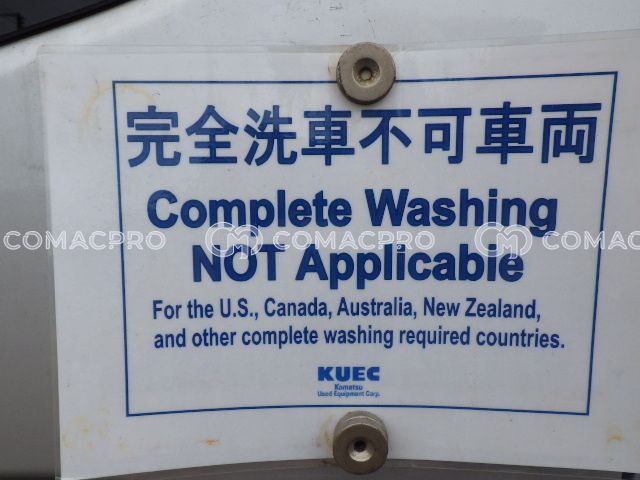 完全洗車不可車両
Complete Washing
NOT Applicable
COMACPRO COMACPRO COMACPRO
For the U.S., Canada, Australia, New Zealand,
and other complete washing required countries.
KUEC
Komatsu
Used Equipment Corp.